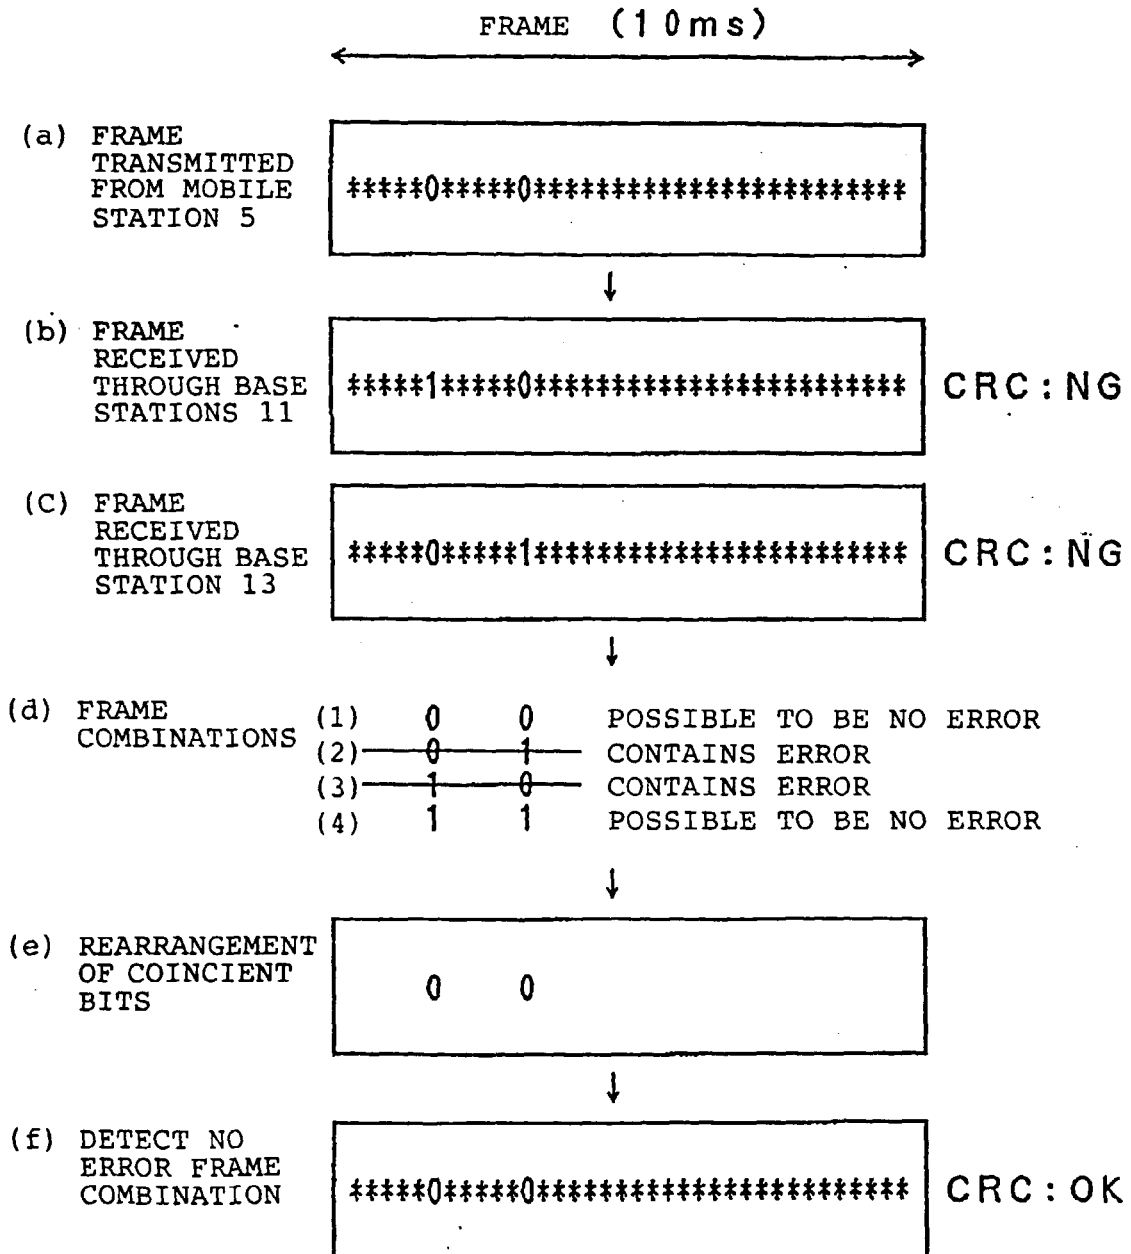 FRAME (10ms)
(a) FRAME
TRANSMITTED
FROM MOBILE
STATION 5
*****0*****0************************
↓
(b) FRAME
RECEIVED
THROUGH BASE
STATIONS 11
*****1*****0************************
CRC:NG
(C) FRAME
RECEIVED
THROUGH BASE
STATION 13
*****0*****1************************
CRC:NG
↓
(d) FRAME
COMBINATIONS
(1) 0 0 POSSIBLE TO BE NO ERROR
(2) 0 1 CONTAINS ERROR
(3) 1 0 CONTAINS ERROR
(4) 1 1 POSSIBLE TO BE NO ERROR
↓
(e) REARRANGEMENT
OF COINCIENT
BITS
0 0
↓
(f) DETECT NO
ERROR FRAME
COMBINATION
*****0*****0************************
CRC:OK